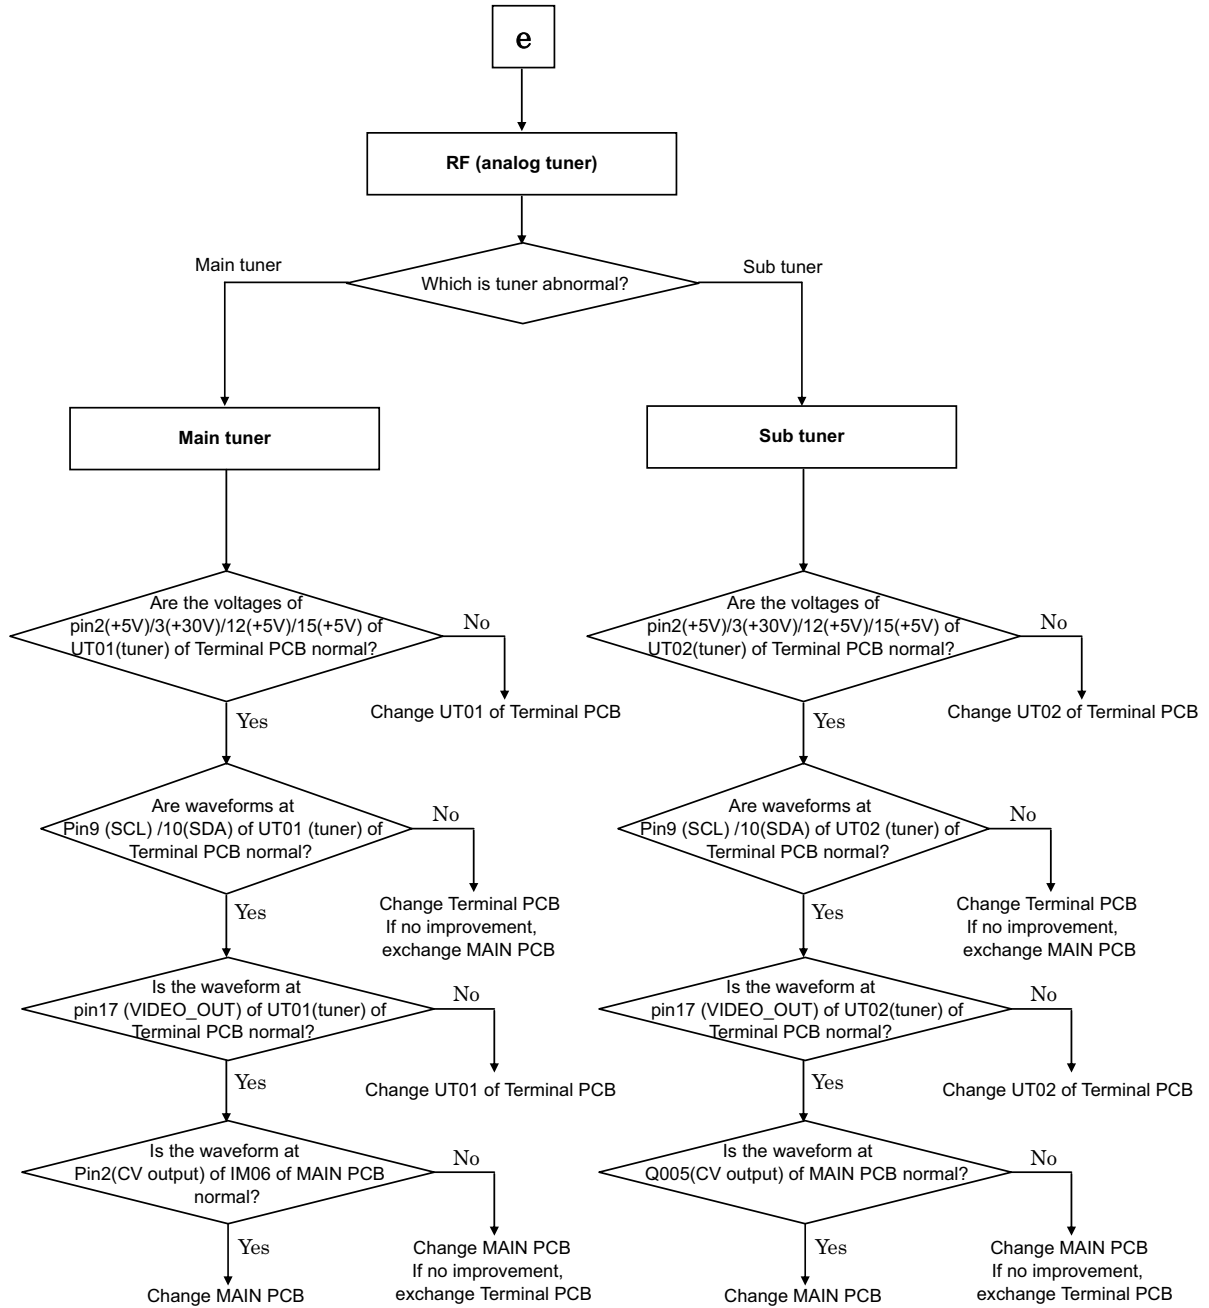 e
RF (analog tuner)
Main tuner
Sub tuner
Which is tuner abnormal?
Main tuner
Sub tuner
Are the voltages of
pin2(+5V)/3(+30V)/12(+5V)/15(+5V) of
UT01(tuner) of Terminal PCB normal?
No
Change UT01 of Terminal PCB
Yes
Are waveforms at
Pin9 (SCL) /10(SDA) of UT01 (tuner) of
Terminal PCB normal?
No
Change Terminal PCB
If no improvement,
exchange MAIN PCB
Yes
Is the waveform at
pin17 (VIDEO_OUT) of UT01(tuner) of
Terminal PCB normal?
No
Change UT01 of Terminal PCB
Yes
Is the waveform at
Pin2(CV output) of IM06 of MAIN PCB
normal?
No
Change MAIN PCB
If no improvement,
exchange Terminal PCB
Yes
Change MAIN PCB
Are the voltages of
pin2(+5V)/3(+30V)/12(+5V)/15(+5V) of
UT02(tuner) of Terminal PCB normal?
No
Change UT02 of Terminal PCB
Yes
Are waveforms at
Pin9 (SCL) /10(SDA) of UT02 (tuner) of
Terminal PCB normal?
No
Change Terminal PCB
If no improvement,
exchange MAIN PCB
Yes
Is the waveform at
pin17 (VIDEO_OUT) of UT02(tuner) of
Terminal PCB normal?
No
Change UT02 of Terminal PCB
Yes
Is the waveform at
Q005(CV output) of MAIN PCB normal?
No
Change MAIN PCB
If no improvement,
exchange Terminal PCB
Yes
Change MAIN PCB